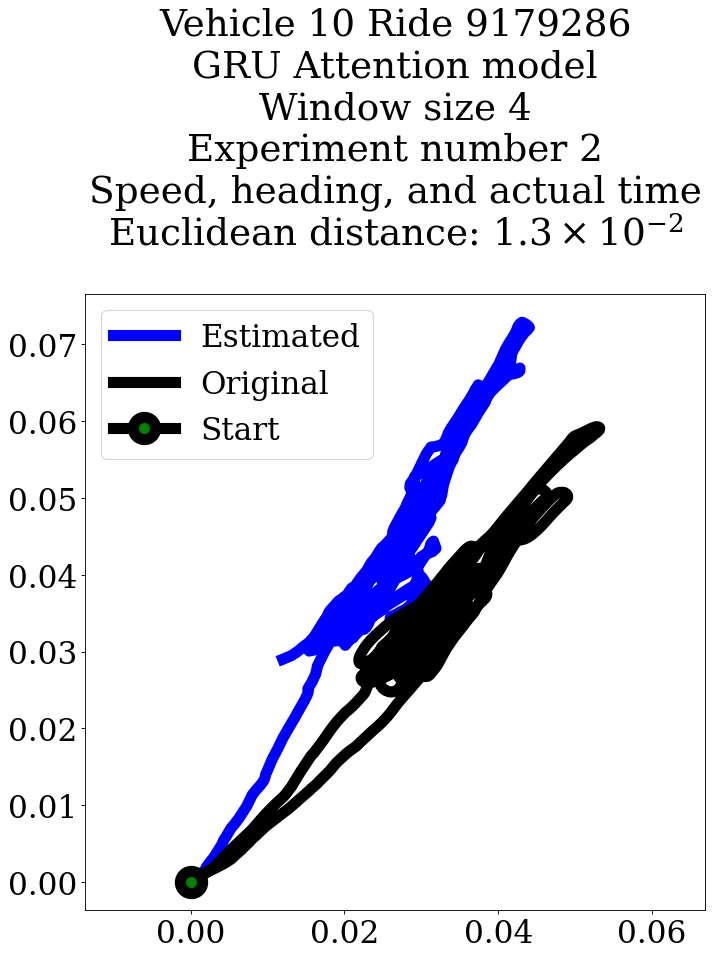 Vehicle 10 Ride 9179286
GRU Attention model
Window size 4
Experiment number 2
Speed, heading, and actual time
Euclidean distance: 1.3 × 10⁻²
Estimated
Original
Start
0.07
0.06
0.05
0.04
0.03
0.02
0.01
0.00
0.00 0.02 0.04 0.06